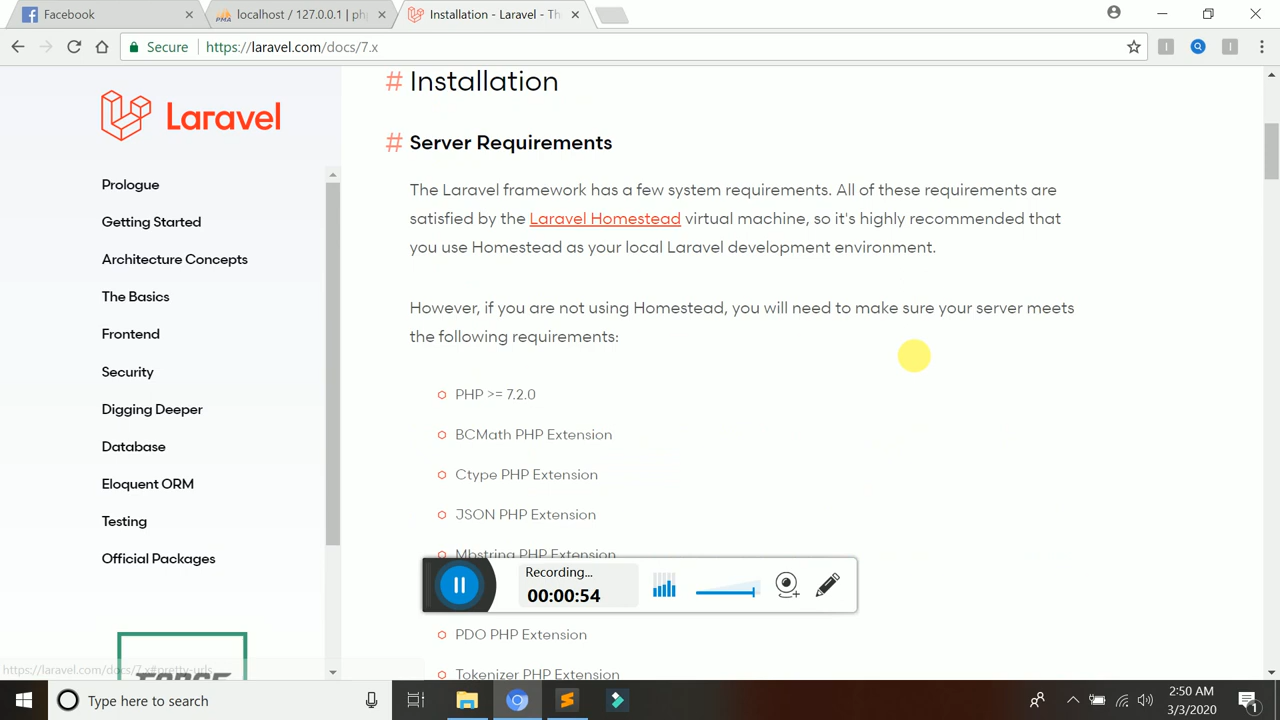 Facebook
localhost / 127.0.0.1 | ph
Installation - Laravel - Th
Secure
https://laravel.com/docs/7.x
Laravel
Prologue
Getting Started
Architecture Concepts
The Basics
Frontend
Security
Digging Deeper
Database
Eloquent ORM
Testing
Official Packages
# Installation
# Server Requirements
The Laravel framework has a few system requirements. All of these requirements are
satisfied by the Laravel Homestead virtual machine, so it's highly recommended that
you use Homestead as your local Laravel development environment.
However, if you are not using Homestead, you will need to make sure your server meets
the following requirements:
PHP >= 7.2.0
BCMath PHP Extension
Ctype PHP Extension
JSON PHP Extension
Mbstring PHP Extension
Recording...
00:00:54
PDO PHP Extension
Tokenizer PHP Extension
https://laravel.com/docs/7.x#pretty-urls
Type here to search
2:50 AM
3/3/2020
1